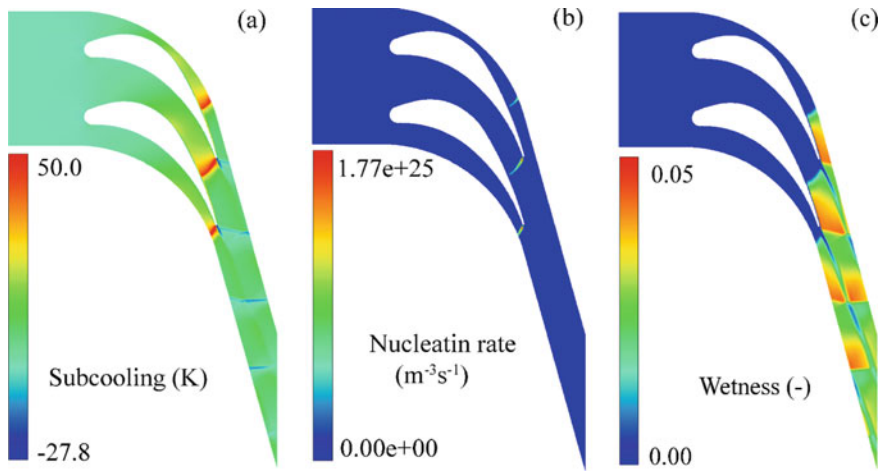 (a)
50.0
Subcooling (K)
-27.8
(b)
1.77e+25
Nucleatin rate
(m⁻³s⁻¹)
0.00e+00
(c)
0.05
Wetness (-)
0.00